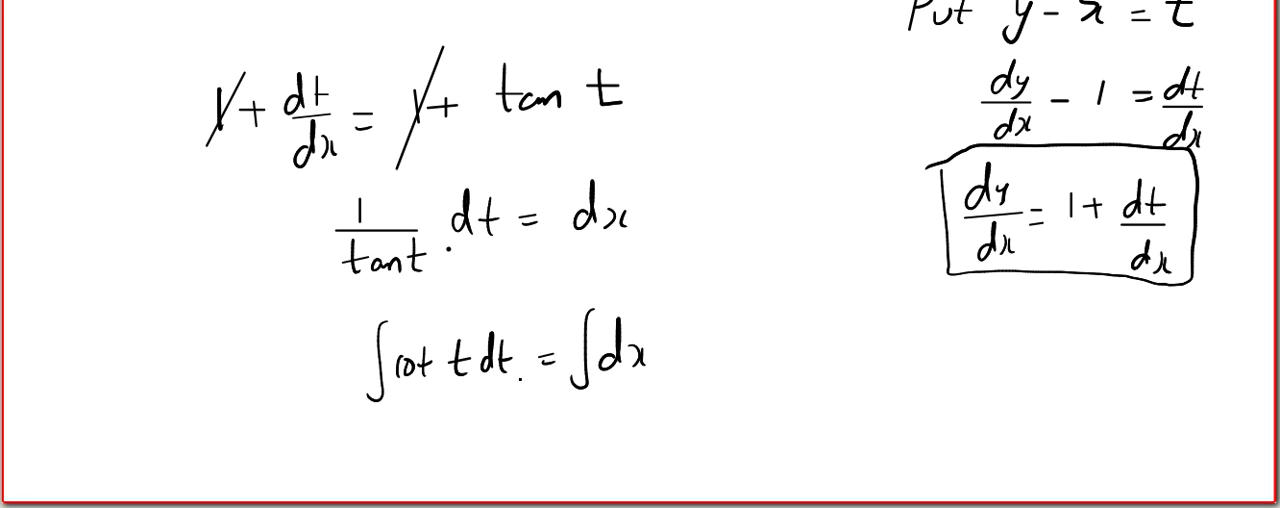 Put y - x = t
dy/dx - 1 = dt/dx
dy/dx = 1 + dt/dx
1 + dt/dx = 1 + tan t
1/tan t . dt = dx
∫cot t dt. = ∫dx